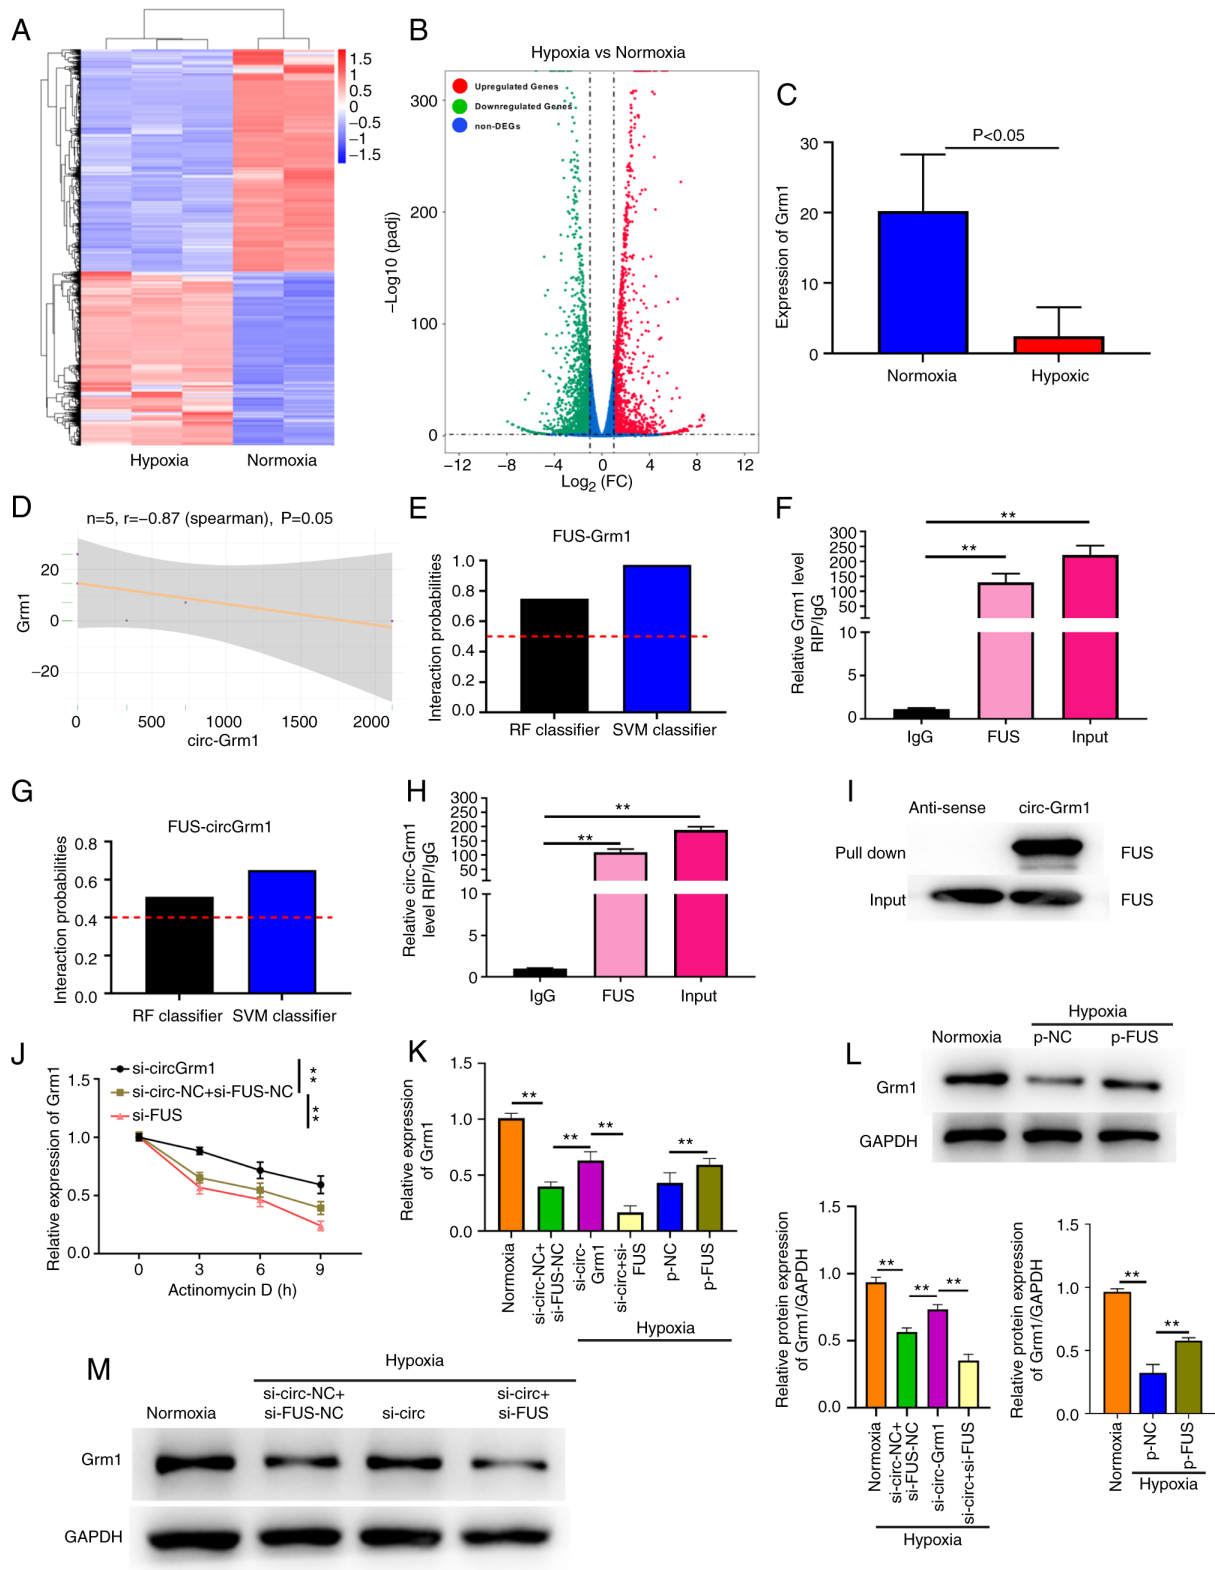 A
1.5
1
0.5
0
−0.5
−1
−1.5
Hypoxia Normoxia
B
Hypoxia vs Normoxia
Upregulated Genes
Downregulated Genes
non-DEGs
−Log10 (padj)
300
200
100
0
−12 −8 −4 0 4 8 12
Log2 (FC)
C
P<0.05
Expression of Grm1
30
20
10
0
Normoxia Hypoxic
D
n=5, r=−0.87 (spearman), P=0.05
Grm1
20
0
−20
0 500 1000 1500 2000
circ-Grm1
E
FUS-Grm1
Interaction probabilities
1.0
0.8
0.6
0.4
0.2
0.0
RF classifier SVM classifier
F
Relative Grm1 level
RIP/IgG
300
250
200
150
100
50
10
5
0
** **
IgG FUS Input
G
FUS-circGrm1
Interaction probabilities
0.8
0.6
0.4
0.2
0.0
RF classifier SVM classifier
H
Relative circ-Grm1
level RIP/IgG
300
250
200
150
100
50
10
5
0
** **
IgG FUS Input
I
Anti-sense circ-Grm1
Pull down FUS
Input FUS
J
si-circGrm1
si-circ-NC+si-FUS-NC
si-FUS
**
**
Relative expression of Grm1
1.5
1.0
0.5
0.0
0 3 6 9
Actinomycin D (h)
K
Relative expression
of Grm1
1.5
1.0
0.5
0.0
** ** ** **
Normoxia
si-circ-NC+
si-FUS-NC
si-circ-
Grm1
si-circ+si-
FUS
p-NC
p-FUS
Hypoxia
L
Hypoxia
Normoxia p-NC p-FUS
Grm1
GAPDH
Relative protein expression
of Grm1/GAPDH
1.5
1.0
0.5
0.0
** ** **
Normoxia
si-circ-NC+
si-FUS-NC
si-circ-Grm1
si-circ+si-FUS
Hypoxia
Relative protein expression
of Grm1/GAPDH
1.5
1.0
0.5
0.0
** **
Normoxia
p-NC
p-FUS
Hypoxia
M
Hypoxia
Normoxia
si-circ-NC+
si-FUS-NC
si-circ
si-circ+
si-FUS
Grm1
GAPDH